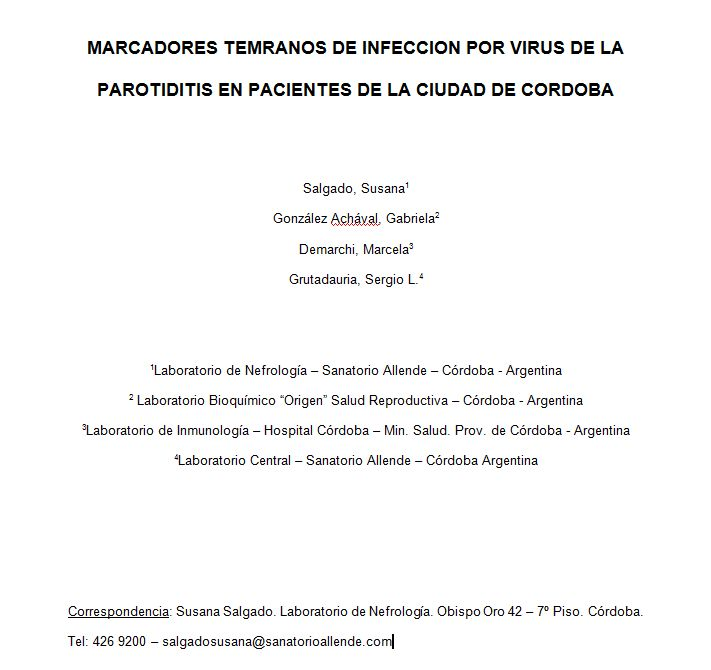 MARCADORES TEMRANOS DE INFECCION POR VIRUS DE LA
PAROTIDITIS EN PACIENTES DE LA CIUDAD DE CORDOBA
Salgado, Susana¹
González Achával, Gabriela²
Demarchi, Marcela³
Grutadauria, Sergio L.⁴
¹Laboratorio de Nefrología – Sanatorio Allende – Córdoba - Argentina
² Laboratorio Bioquímico “Origen” Salud Reproductiva – Córdoba - Argentina
³Laboratorio de Inmunología – Hospital Córdoba – Min. Salud. Prov. de Córdoba - Argentina
⁴Laboratorio Central – Sanatorio Allende – Córdoba Argentina
Correspondencia: Susana Salgado. Laboratorio de Nefrología. Obispo Oro 42 – 7º Piso. Córdoba.
Tel: 426 9200 – salgadosusana@sanatorioallende.com